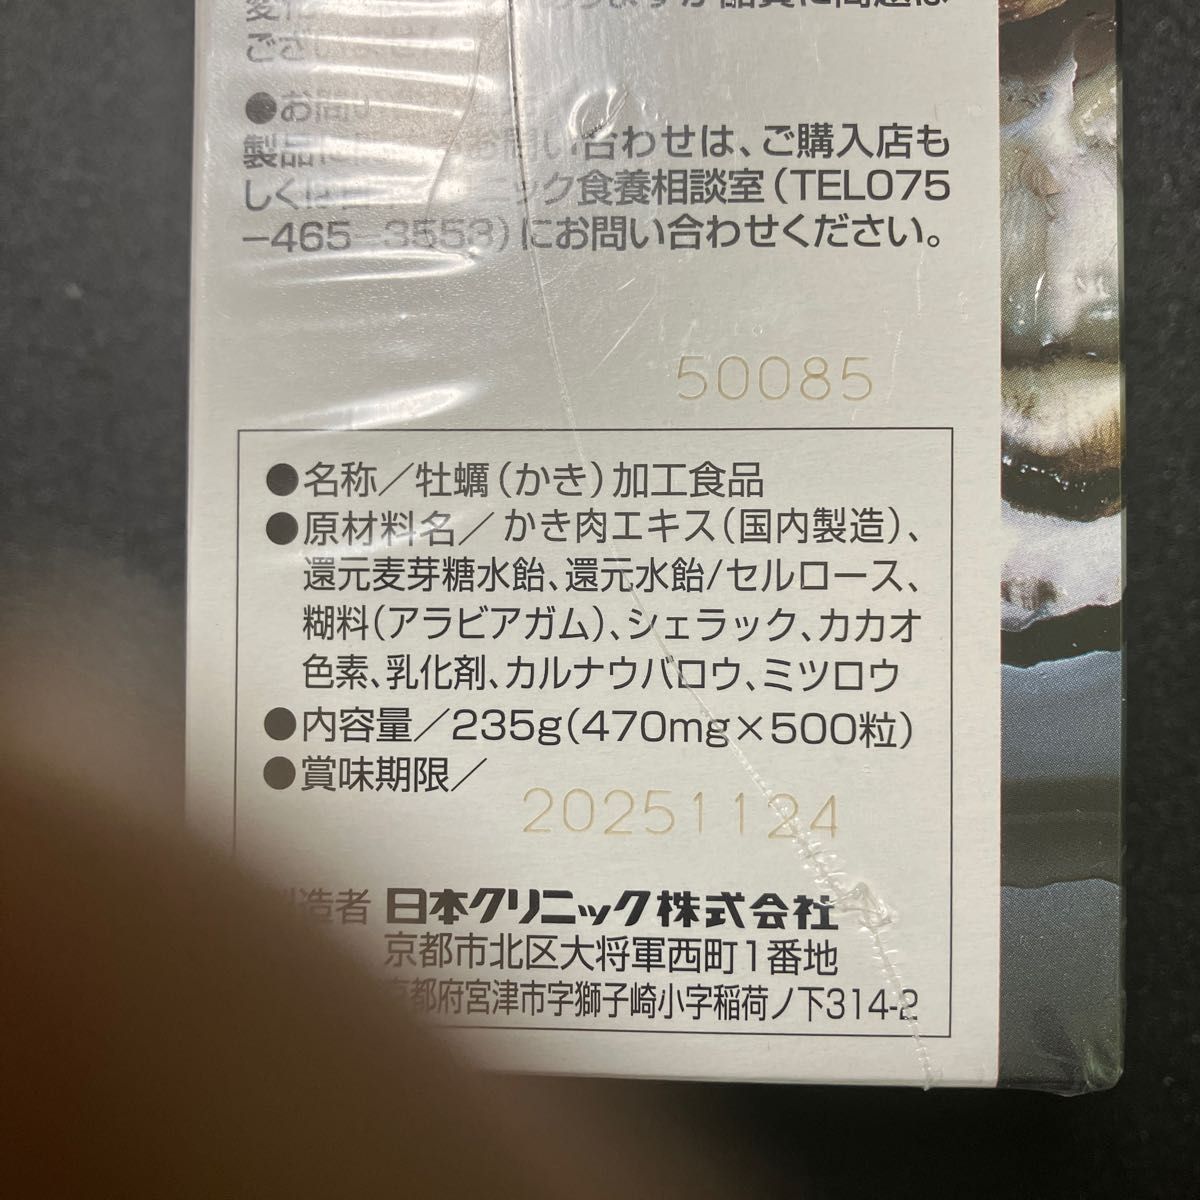 ●お問い
製品に お問い合わせは、ご購入店も
しくは ニック食養相談室(TEL075
-465-3553)にお問い合わせください。
50085
●名称/牡蠣(かき)加工食品
●原材料名/かき肉エキス(国内製造)、
還元麦芽糖水飴、還元水飴/セルロース、
糊料(アラビアガム)、シェラック、カカオ
色素、乳化剤、カルナウバロウ、ミツロウ
●内容量/235g(470mg×500粒)
●賞味期限/
20251124
造者 日本クリニック株式会社
京都市北区大将軍西町1番地
都府宮津市字獅子崎小字稲荷ノ下314-2